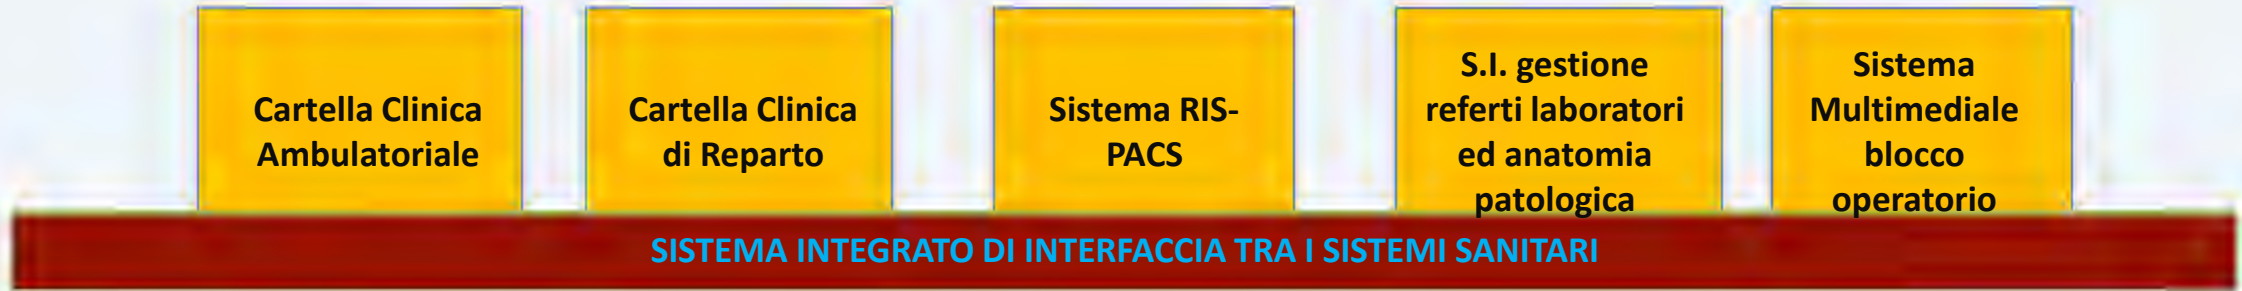 Cartella Clinica
Ambulatoriale
Cartella Clinica
di Reparto
Sistema RIS-
PACS
S.I. gestione
referti laboratori
ed anatomia
patologica
Sistema
Multimediale
blocco
operatorio
SISTEMA INTEGRATO DI INTERFACCIA TRA I SISTEMI SANITARI